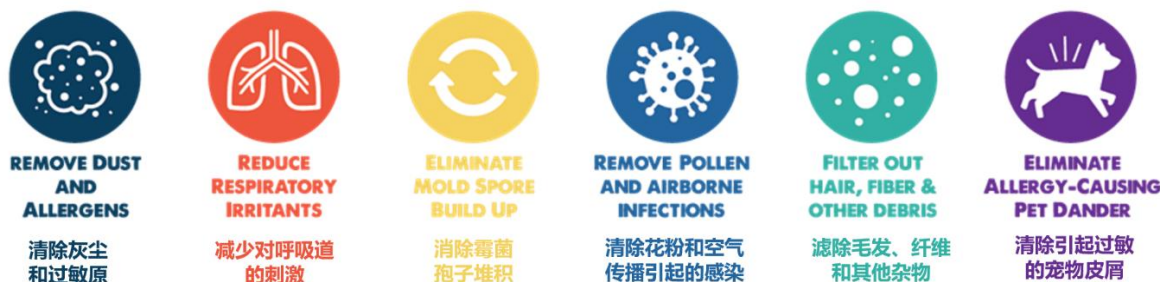 REMOVE DUST
AND
ALLERGENS
清除灰尘
和过敏原
REDUCE
RESPIRATORY
IRRITANTS
减少对呼吸道
的刺激
ELIMINATE
MOLD SPORE
BUILD UP
消除霉菌
孢子堆积
REMOVE POLLEN
AND AIRBORNE
INFECTIONS
清除花粉和空气
传播引起的感染
FILTER OUT
HAIR, FIBER &
OTHER DEBRIS
滤除毛发、纤维
和其他杂物
ELIMINATE
ALLERGY-CAUSING
PET DANDER
清除引起过敏
的宠物皮屑